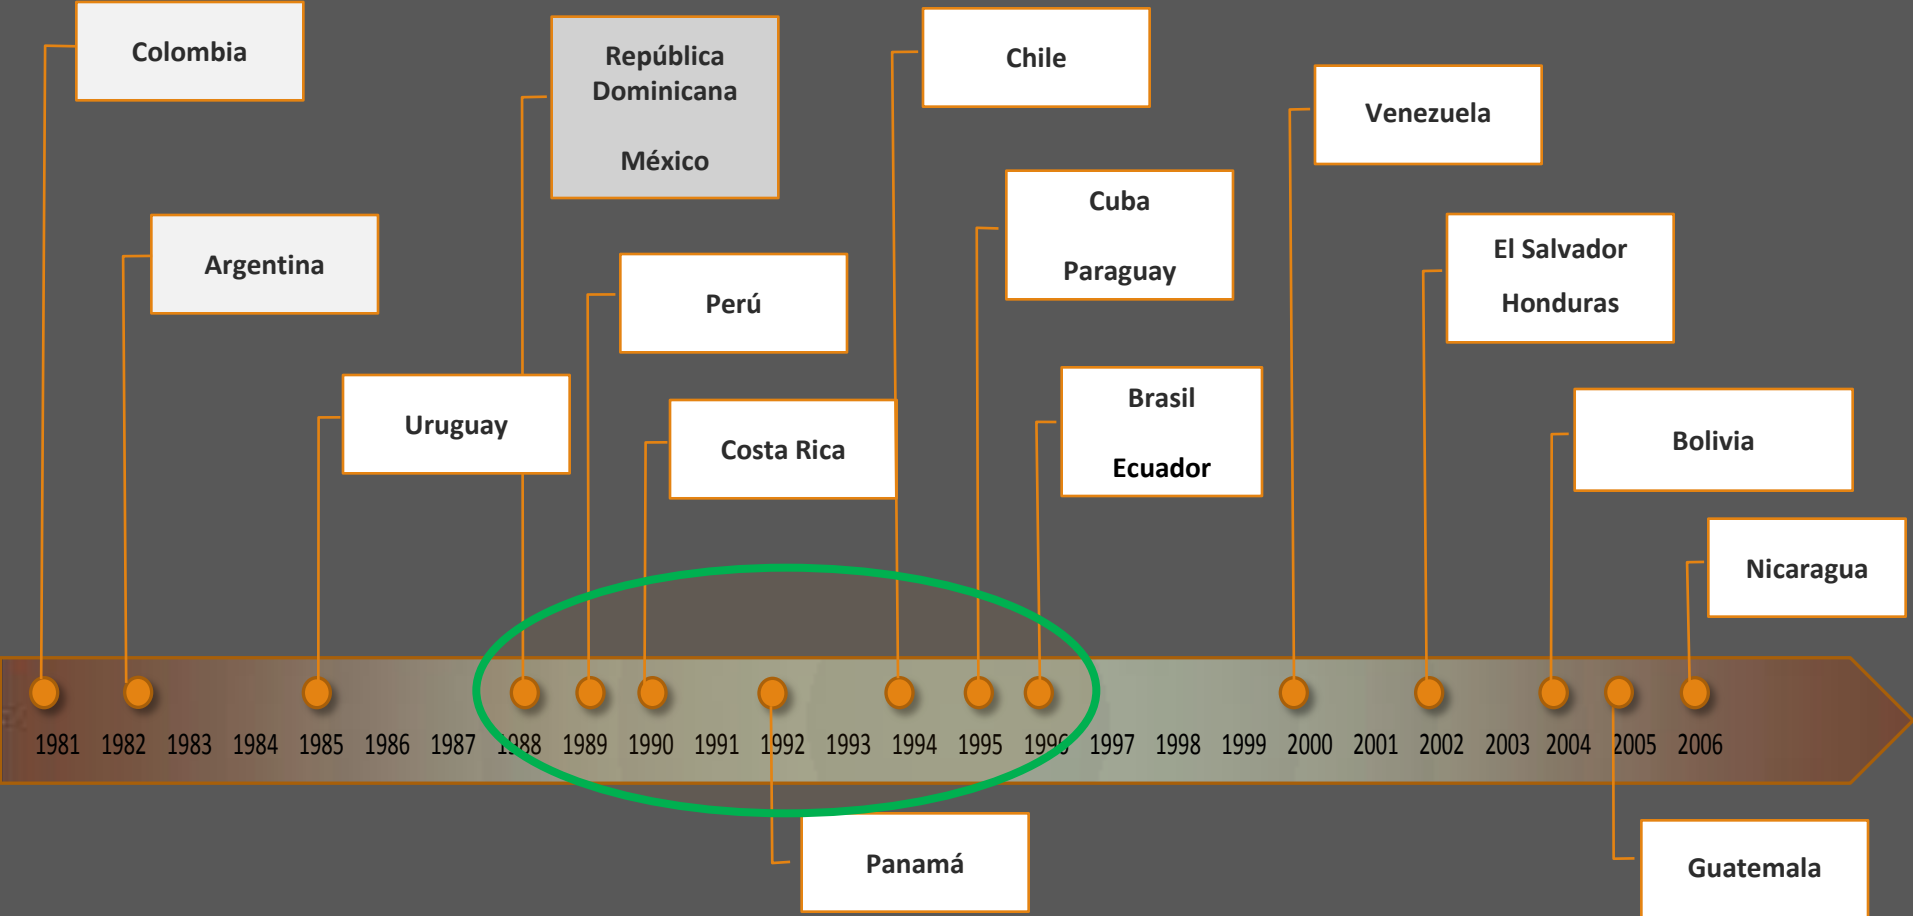 Colombia
República
Dominicana
México
Chile
Venezuela
Cuba
Paraguay
Argentina
El Salvador
Honduras
Perú
Uruguay
Costa Rica
Brasil
Ecuador
Bolivia
Nicaragua
1981 1982 1983 1984 1985 1986 1987 1988 1989 1990 1991 1992 1993 1994 1995 1996 1997 1998 1999 2000 2001 2002 2003 2004 2005 2006
Panamá
Guatemala